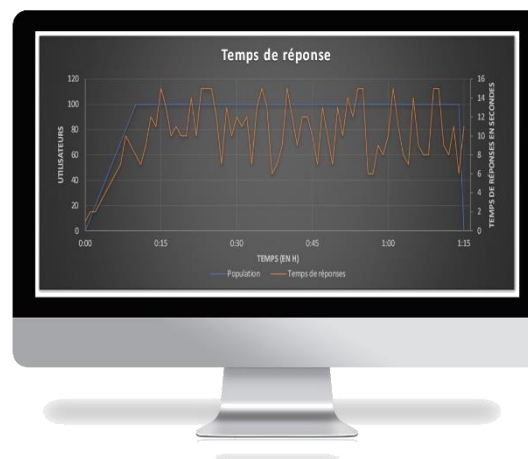 Temps de réponse
UTILISATEURS
120
100
80
60
40
20
0
16
14
12
10
8
6
4
2
0
TEMPS DE RÉPONSES EN SECONDES
0:00 0:15 0:30 0:45 1:00 1:15
TEMPS (EN H)
Population Temps de réponses